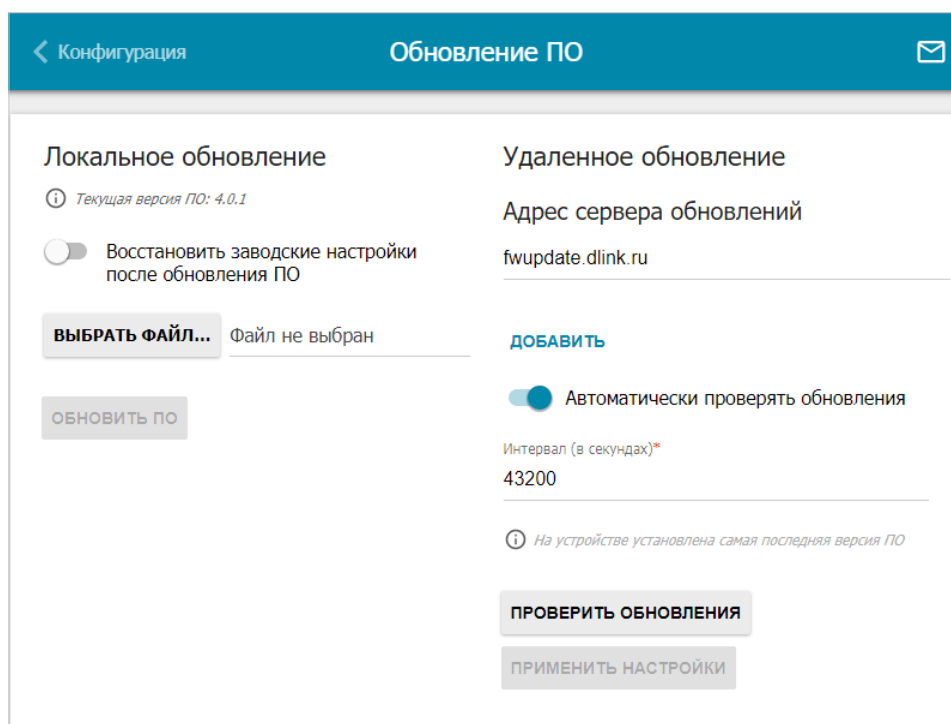 Конфигурация
Обновление ПО
Локальное обновление
Текущая версия ПО: 4.0.1
Восстановить заводские настройки
после обновления ПО
ВЫБРАТЬ ФАЙЛ...
Файл не выбран
ОБНОВИТЬ ПО
Удаленное обновление
Адрес сервера обновлений
fwupdate.dlink.ru
ДОБАВИТЬ
Автоматически проверять обновления
Интервал (в секундах)*
43200
На устройстве установлена самая последняя версия ПО
ПРОВЕРИТЬ ОБНОВЛЕНИЯ
ПРИМЕНИТЬ НАСТРОЙКИ